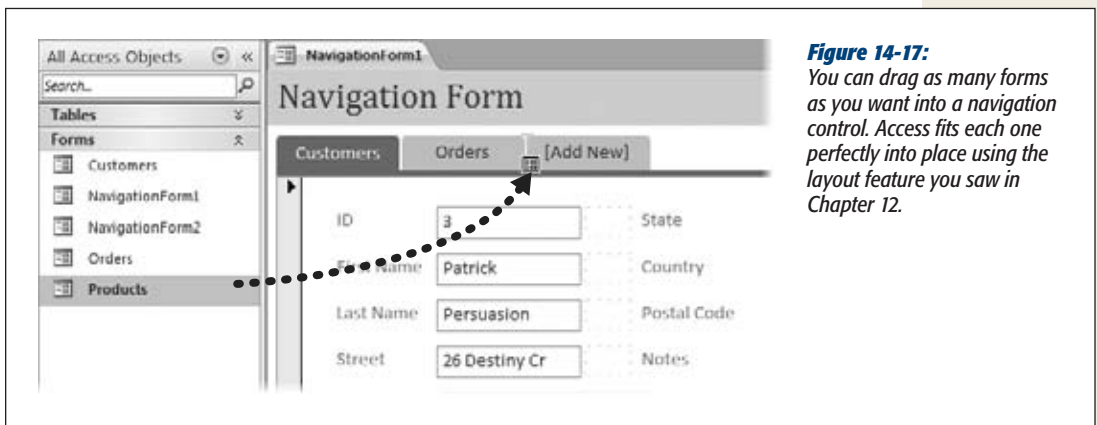 All Access Objects
Search...
Tables
Forms
Customers
NavigationForm1
NavigationForm2
Orders
Products
NavigationForm1
Navigation Form
Customers
Orders
[Add New]
ID
3
State
First Name
Patrick
Country
Last Name
Persuasion
Postal Code
Street
26 Destiny Cr
Notes
Figure 14-17:
You can drag as many forms
as you want into a navigation
control. Access fits each one
perfectly into place using the
layout feature you saw in
Chapter 12.